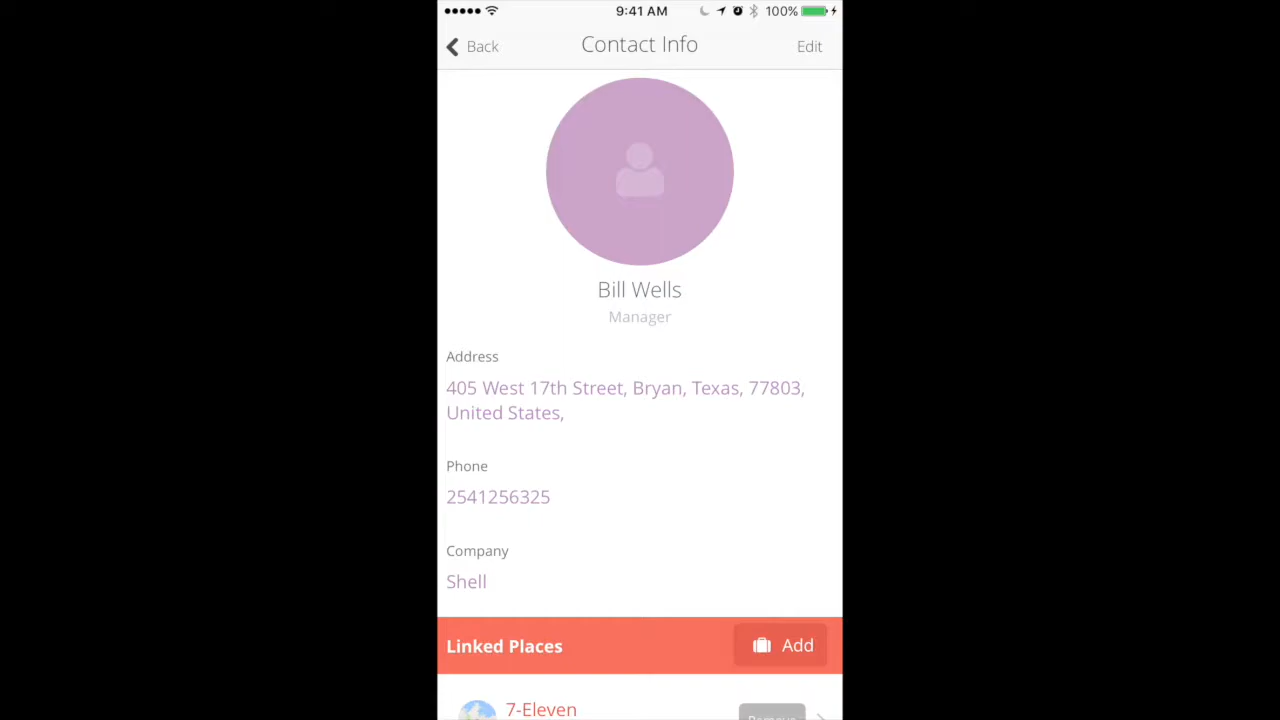 9:41 AM 100%
Back Contact Info Edit
Bill Wells
Manager
Address
405 West 17th Street, Bryan, Texas, 77803,
United States,
Phone
2541256325
Company
Shell
Linked Places Add
7-Eleven Remove